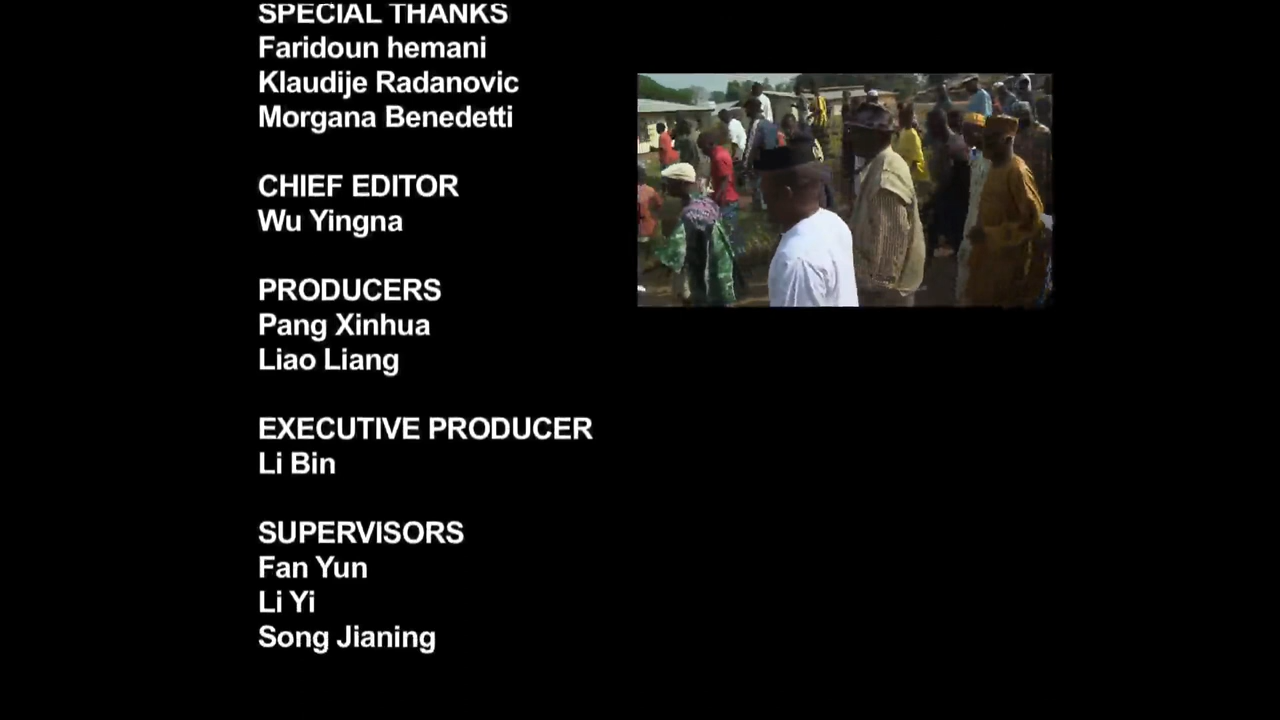 SPECIAL THANKS
Faridoun hemani
Klaudije Radanovic
Morgana Benedetti
CHIEF EDITOR
Wu Yingna
PRODUCERS
Pang Xinhua
Liao Liang
EXECUTIVE PRODUCER
Li Bin
SUPERVISORS
Fan Yun
Li Yi
Song Jianing